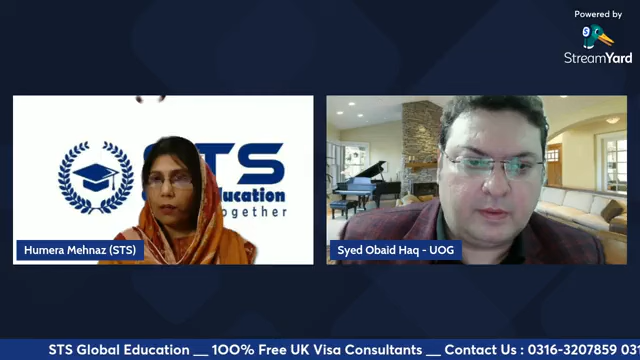 Powered by
S
StreamYard
STS
Education
Together
Humera Mehnaz (STS)
Syed Obaid Haq - UOG
STS Global Education __ 100% Free UK Visa Consultants __ Contact Us : 0316-3207859 031